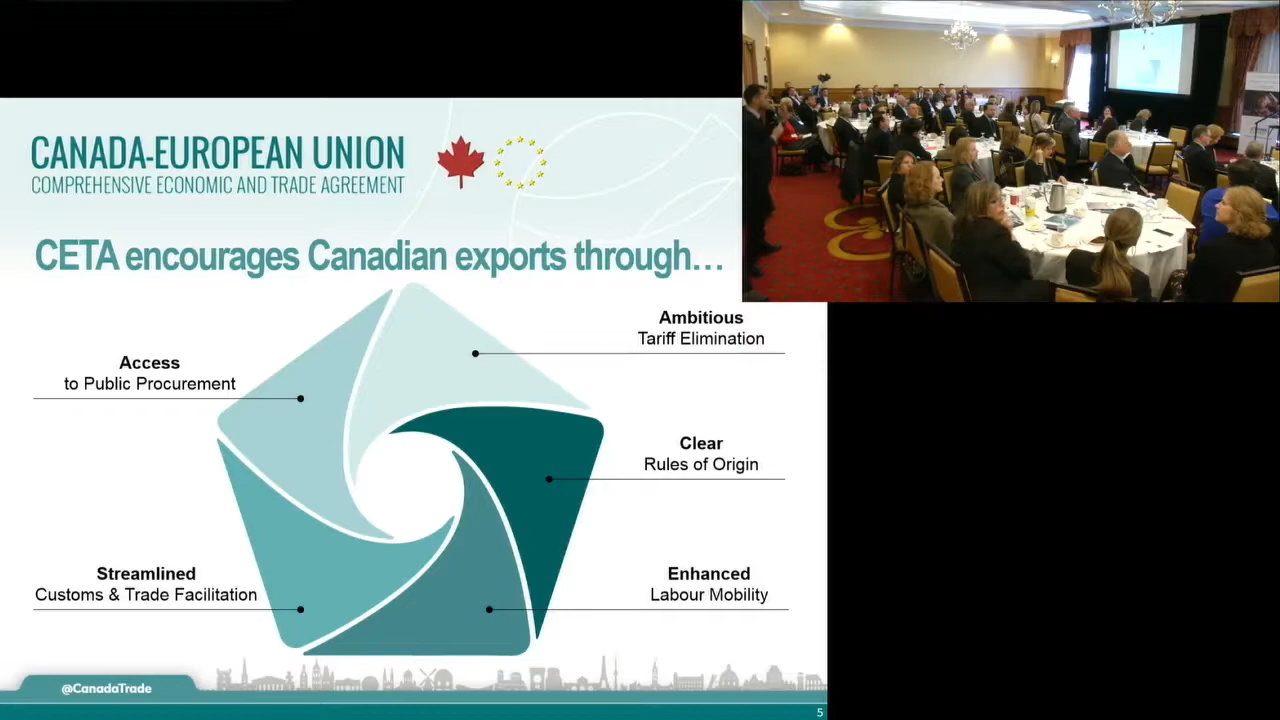 CANADA-EUROPEAN UNION
COMPREHENSIVE ECONOMIC AND TRADE AGREEMENT
CETA encourages Canadian exports through…
Ambitious
Tariff Elimination
Access
to Public Procurement
Clear
Rules of Origin
Streamlined
Customs & Trade Facilitation
Enhanced
Labour Mobility
@CanadaTrade
5